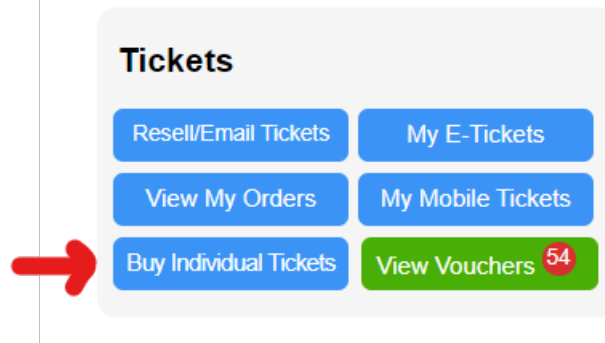 Tickets
Resell/Email Tickets
My E-Tickets
View My Orders
My Mobile Tickets
Buy Individual Tickets
View Vouchers 54